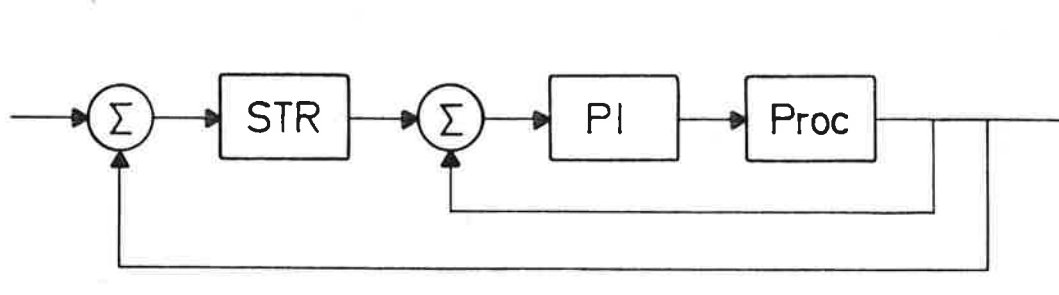 Σ STR Σ PI Proc